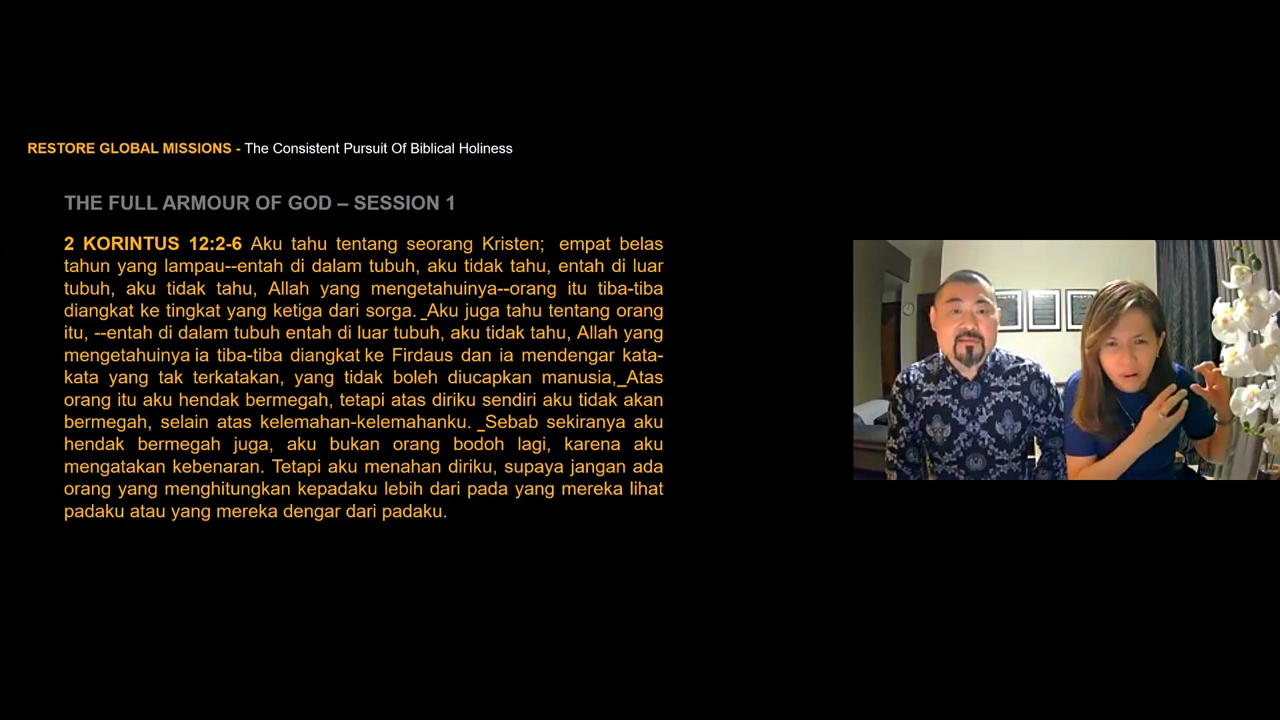 RESTORE GLOBAL MISSIONS - The Consistent Pursuit Of Biblical Holiness
THE FULL ARMOUR OF GOD – SESSION 1
2 KORINTUS 12:2-6 Aku tahu tentang seorang Kristen; empat belas
tahun yang lampau--entah di dalam tubuh, aku tidak tahu, entah di luar
tubuh, aku tidak tahu, Allah yang mengetahuinya--orang itu tiba-tiba
diangkat ke tingkat yang ketiga dari sorga. _Aku juga tahu tentang orang
itu, --entah di dalam tubuh entah di luar tubuh, aku tidak tahu, Allah yang
mengetahuinya ia tiba-tiba diangkat ke Firdaus dan ia mendengar kata-
kata yang tak terkatakan, yang tidak boleh diucapkan manusia,_Atas
orang itu aku hendak bermegah, tetapi atas diriku sendiri aku tidak akan
bermegah, selain atas kelemahan-kelemahanku. _Sebab sekiranya aku
hendak bermegah juga, aku bukan orang bodoh lagi, karena aku
mengatakan kebenaran. Tetapi aku menahan diriku, supaya jangan ada
orang yang menghitungkan kepadaku lebih dari pada yang mereka lihat
padaku atau yang mereka dengar dari padaku.